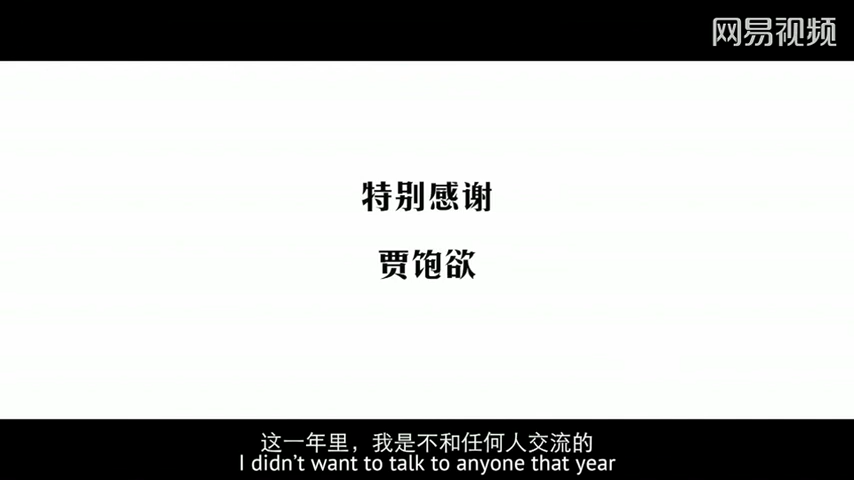 网易视频
特别感谢
贾饱欲
这一年里，我是不和任何人交流的
I didn't want to talk to anyone that year